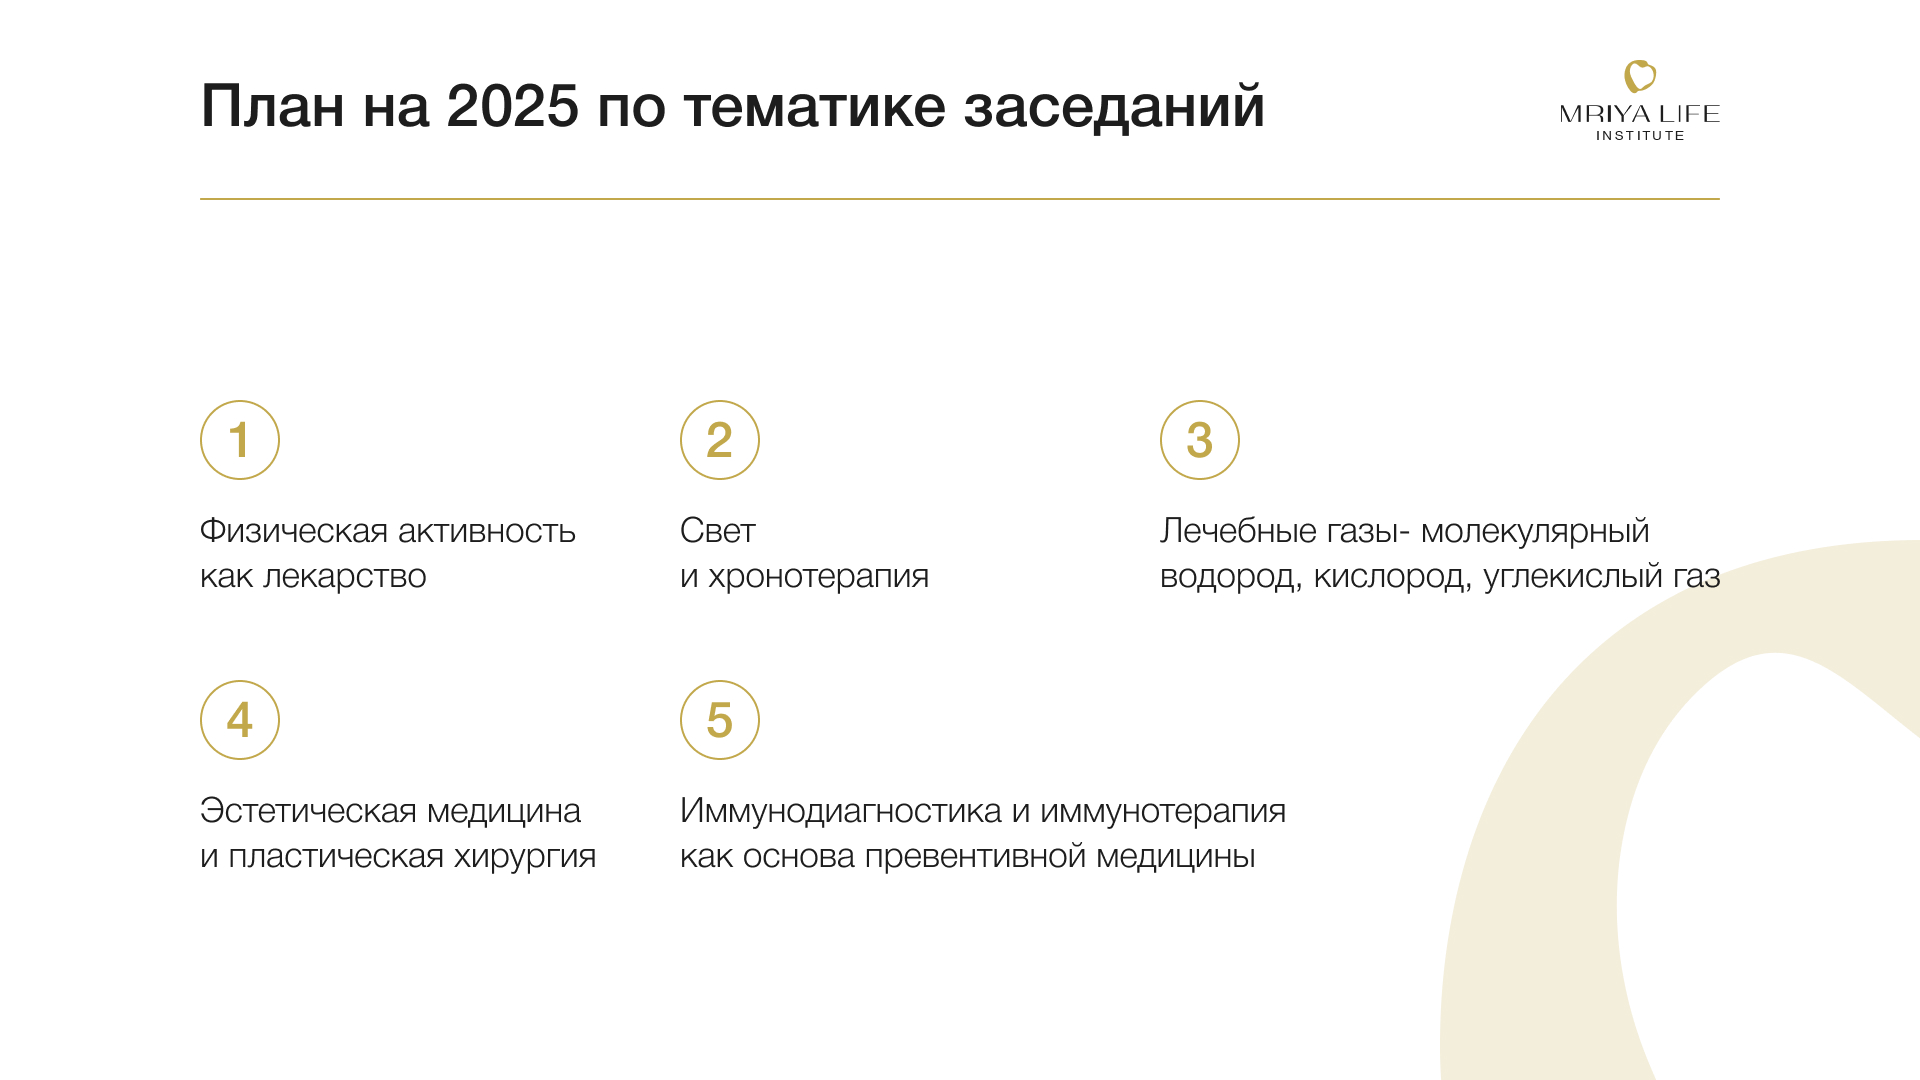 План на 2025 по тематике заседаний
MRIYA LIFE
INSTITUTE
1
Физическая активность
как лекарство
2
Свет
и хронотерапия
3
Лечебные газы- молекулярный
водород, кислород, углекислый газ
4
Эстетическая медицина
и пластическая хирургия
5
Иммунодиагностика и иммунотерапия
как основа превентивной медицины